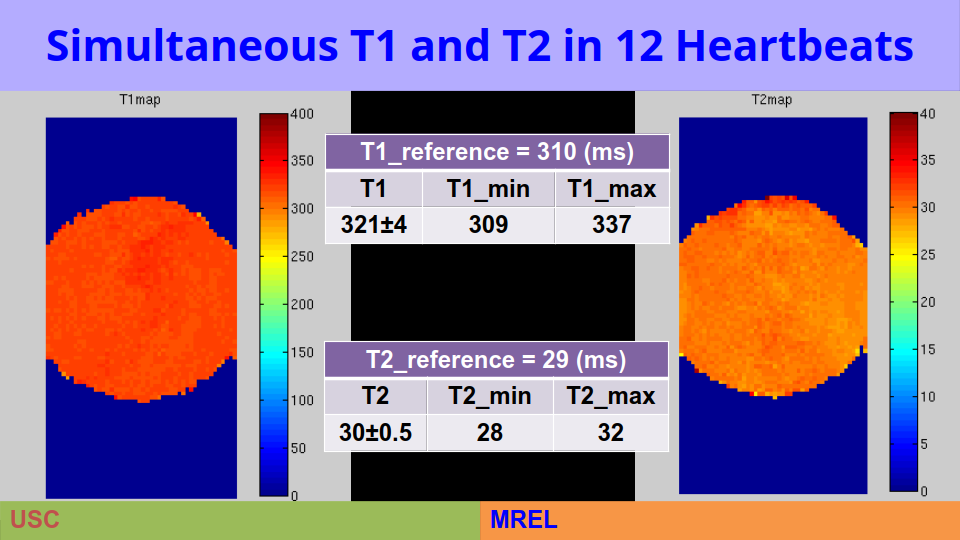 Simultaneous T1 and T2 in 12 Heartbeats
T1map
400
350
300
250
200
150
100
50
0
T1_reference = 310 (ms)
T1 T1_min T1_max
321±4 309 337
T2_reference = 29 (ms)
T2 T2_min T2_max
30±0.5 28 32
T2map
40
35
30
25
20
15
10
5
0
USC
MREL